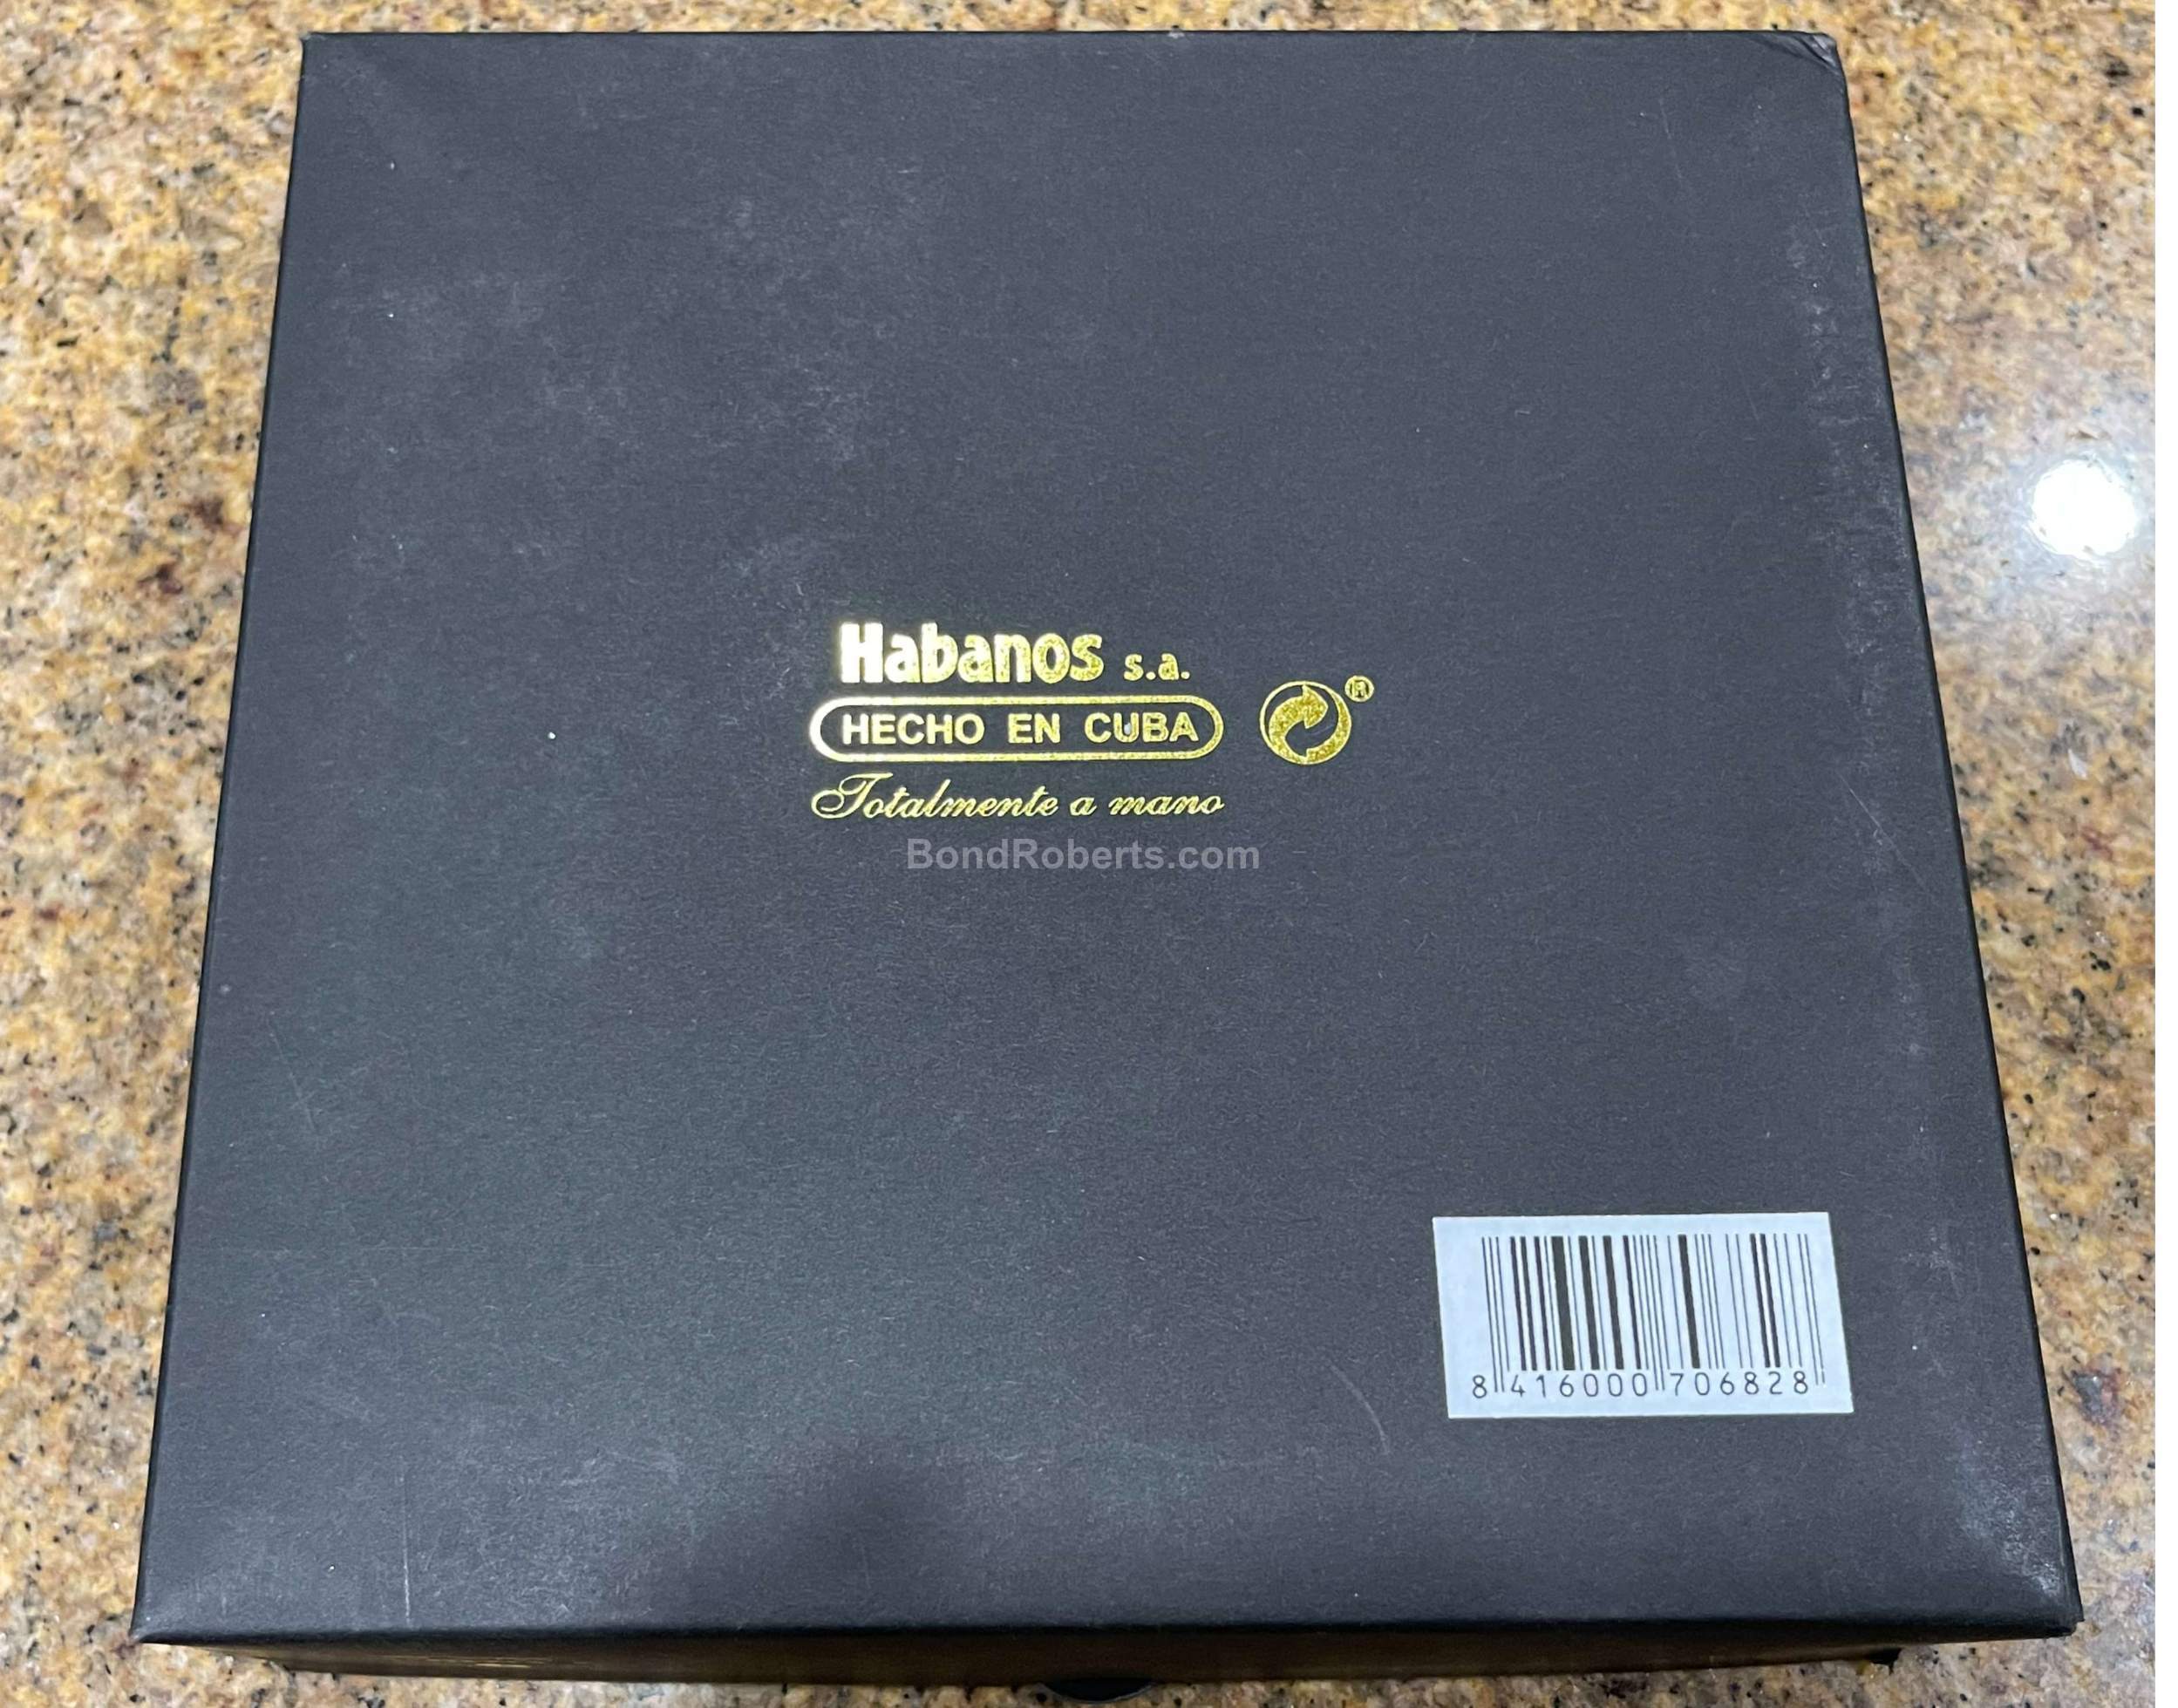 Habanos s.a.
HECHO EN CUBA
®
Totalmente a mano
BondRoberts.com
8 416000 706828